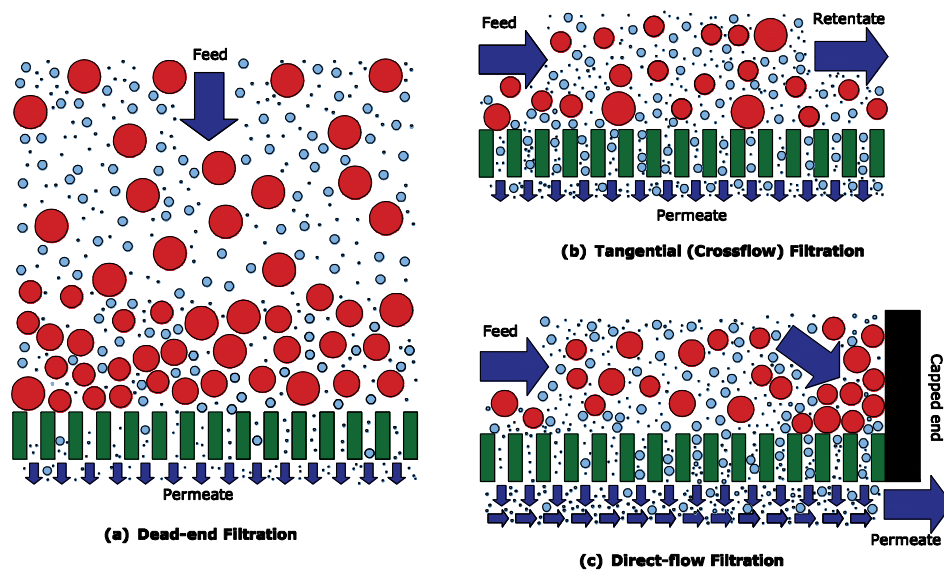 Feed
Permeate
(a) Dead-end Filtration
Feed
Retentate
Permeate
(b) Tangential (Crossflow) Filtration
Feed
Capped end
Permeate
(c) Direct-flow Filtration